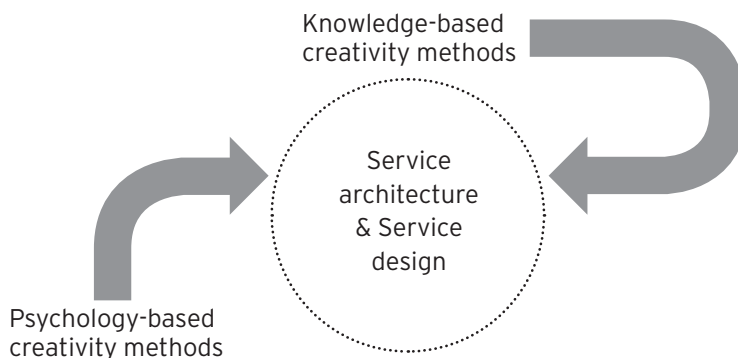 Knowledge-based
creativity methods
Service
architecture
& Service
design
Psychology-based
creativity methods